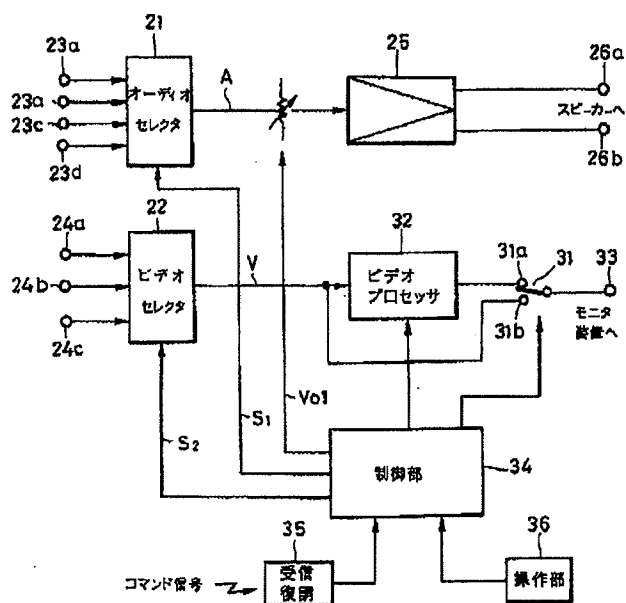 21
23a
23a
23c
23d
オーディオ
セレクタ
A
25
26a
スピーカーへ
26b
22
24a
24b
24c
ビデオ
セレクタ
V
32
ビデオ
プロセッサ
31a
31
31b
33
モニタ
装置へ
S2
S1
Vol
制御部
34
35
コマンド信号
受信
復調
36
操作部